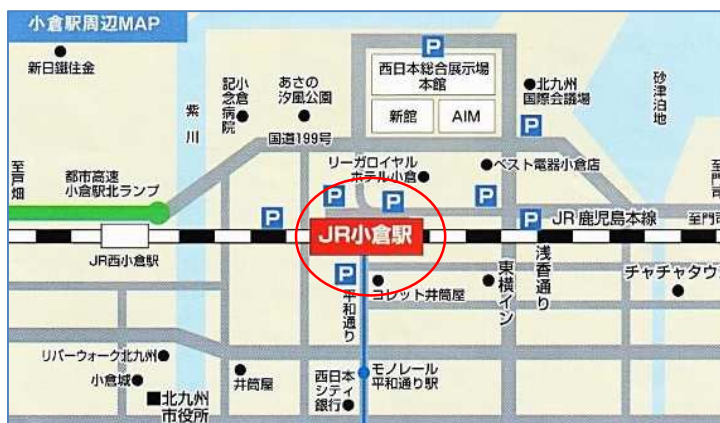 小倉駅周辺MAP
新日鐵住金
紫川
小倉
記念病院
あさの
汐風公園
国道199号
P
西日本総合展示場
本館
新館
AIM
北九州
国際会議場
砂津泊地
P
至戸畑
都市高速
小倉駅北ランプ
リーガロイヤル
ホテル小倉
ベスト電器小倉店
P
P
P
P
P
JR鹿児島本線
至門司
JR小倉駅
JR西小倉駅
P
平和通り
コレット井筒屋
東横イン
浅香通り
チャチャタウン
リバーウォーク北九州
小倉城
北九州
市役所
井筒屋
西日本
シティ
銀行
モノレール
平和通り駅